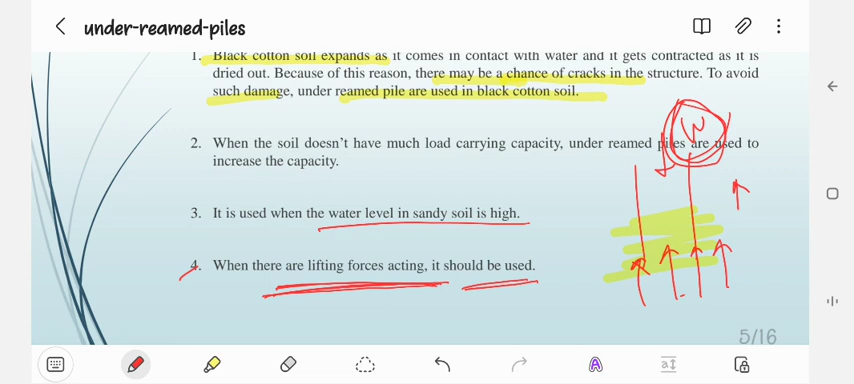 under-reamed-piles
1. Black cotton soil expands as it comes in contact with water and it gets contracted as it is
dried out. Because of this reason, there may be a chance of cracks in the structure. To avoid
such damage, under reamed pile are used in black cotton soil.
2. When the soil doesn't have much load carrying capacity, under reamed piles are used to
increase the capacity.
W
3. It is used when the water level in sandy soil is high.
4. When there are lifting forces acting, it should be used.
5/16
A
a